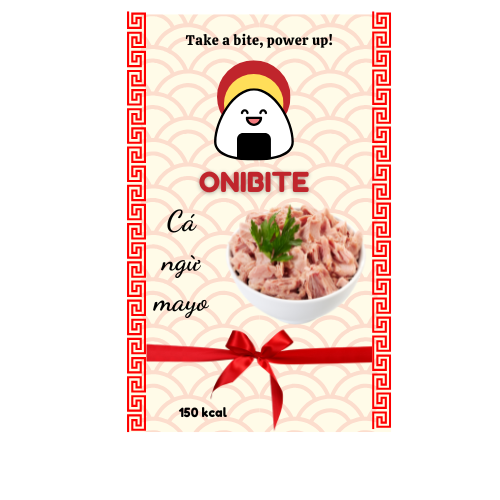 Take a bite, power up!
ONIBITE
Cá
ngừ
mayo
150 kcal